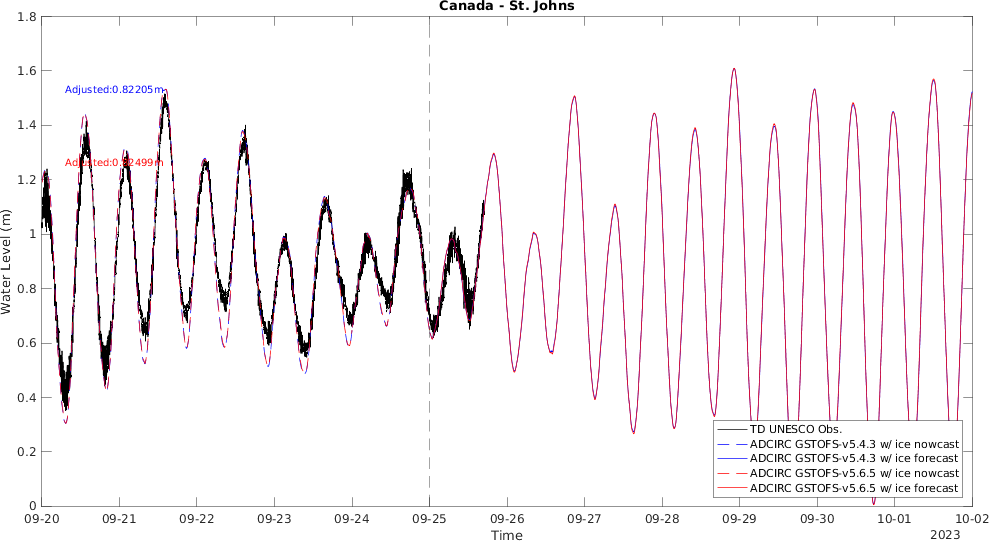 Canada - St. Johns
1.8
1.6
1.4
1.2
1
0.8
0.6
0.4
0.2
0
Water Level (m)
Adjusted:0.82205m
Adjusted:0.82499m
TD UNESCO Obs.
ADCIRC GSTOFS-v5.4.3 w/ ice nowcast
ADCIRC GSTOFS-v5.4.3 w/ ice forecast
ADCIRC GSTOFS-v5.6.5 w/ ice nowcast
ADCIRC GSTOFS-v5.6.5 w/ ice forecast
09-20 09-21 09-22 09-23 09-24 09-25 09-26 09-27 09-28 09-29 09-30 10-01 10-02
Time
2023